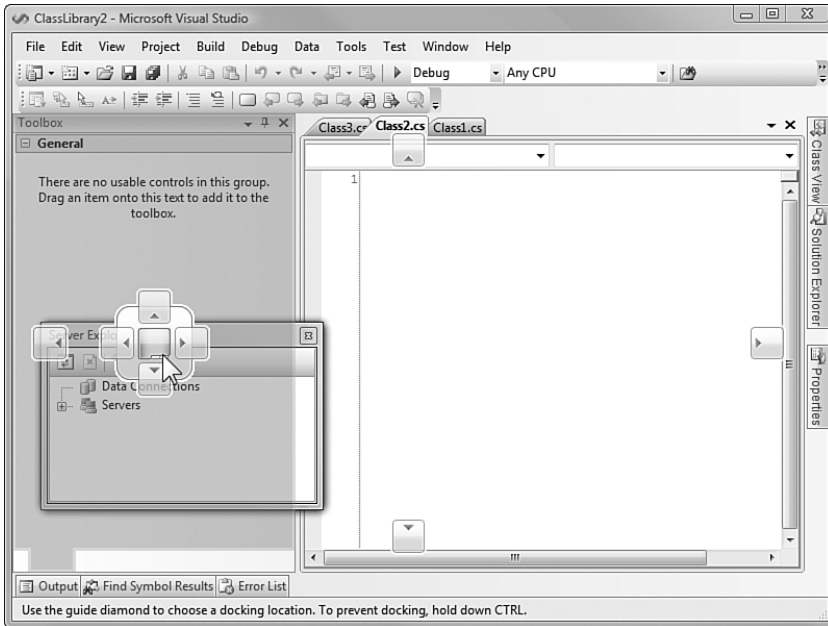 ClassLibrary2 - Microsoft Visual Studio
File Edit View Project Build Debug Data Tools Test Window Help
Debug Any CPU
Toolbox
Class3.cs Class2.cs Class1.cs
General
There are no usable controls in this group.
Drag an item onto this text to add it to the
toolbox.
1
Class View
Solution Explorer
Properties
Data Connections
Servers
Output Find Symbol Results Error List
Use the guide diamond to choose a docking location. To prevent docking, hold down CTRL.